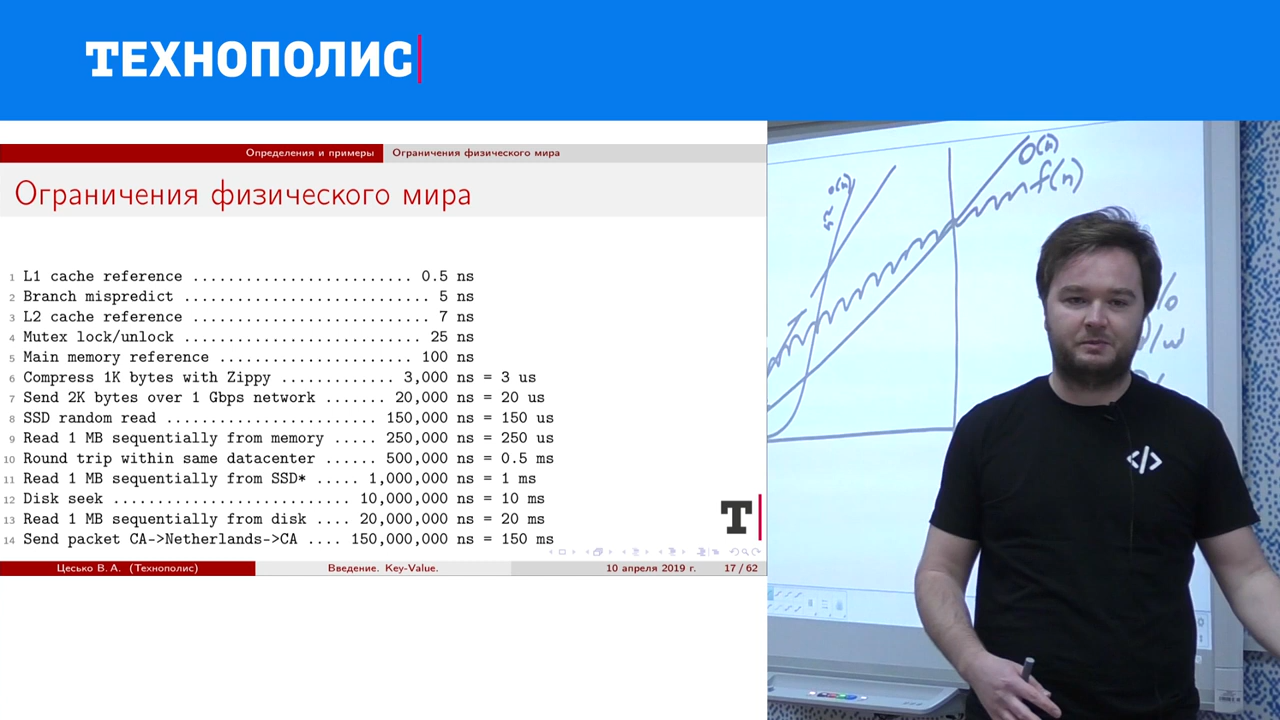 ТЕХНОПОЛИС
Определения и примеры Ограничения физического мира
Ограничения физического мира
1 L1 cache reference ......................... 0.5 ns
2 Branch mispredict ............................ 5 ns
3 L2 cache reference ........................... 7 ns
4 Mutex lock/unlock ........................... 25 ns
5 Main memory reference ...................... 100 ns
6 Compress 1K bytes with Zippy ............. 3,000 ns = 3 us
7 Send 2K bytes over 1 Gbps network ....... 20,000 ns = 20 us
8 SSD random read ........................ 150,000 ns = 150 us
9 Read 1 MB sequentially from memory ..... 250,000 ns = 250 us
10 Round trip within same datacenter ...... 500,000 ns = 0.5 ms
11 Read 1 MB sequentially from SSD* ..... 1,000,000 ns = 1 ms
12 Disk seek ........................... 10,000,000 ns = 10 ms
13 Read 1 MB sequentially from disk .... 20,000,000 ns = 20 ms
14 Send packet CA->Netherlands->CA .... 150,000,000 ns = 150 ms
T
Цесько В. А. (Технополис) Введение. Key-Value. 10 апреля 2019 г. 17 / 62
o(n)
O(n)
f(n)
</>